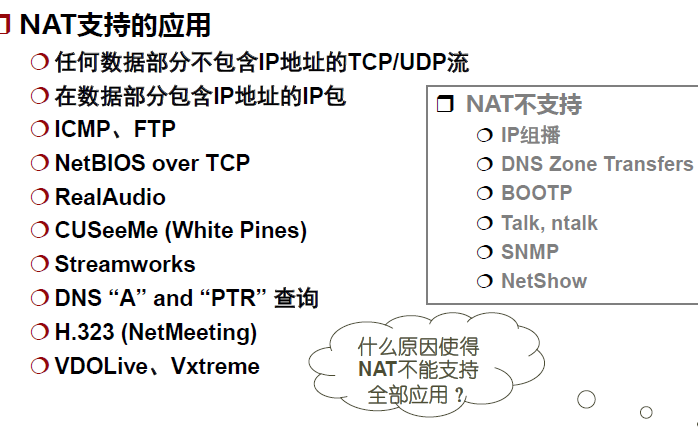 NAT支持的应用
任何数据部分不包含IP地址的TCP/UDP流
在数据部分包含IP地址的IP包
ICMP、FTP
NetBIOS over TCP
RealAudio
CUSeeMe (White Pines)
Streamworks
DNS “A” and “PTR” 查询
H.323 (NetMeeting)
VDOLive、Vxtreme
NAT不支持
IP组播
DNS Zone Transfers
BOOTP
Talk, ntalk
SNMP
NetShow
什么原因使得
NAT不能支持
全部应用？